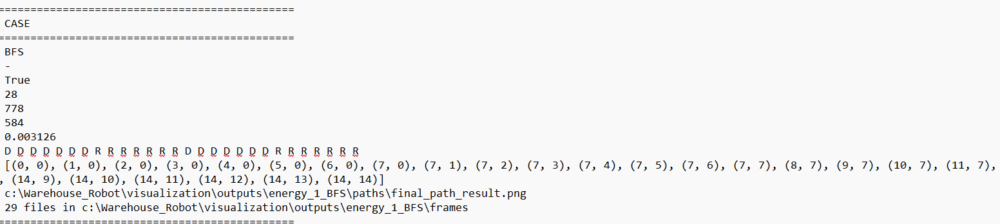 ==============================================
CASE
==============================================
BFS
-
True
28
778
584
0.003126
D D D D D D D R R R R R R R D D D D D D D R R R R R R R
[(0, 0), (1, 0), (2, 0), (3, 0), (4, 0), (5, 0), (6, 0), (7, 0), (7, 1), (7, 2), (7, 3), (7, 4), (7, 5), (7, 6), (7, 7), (8, 7), (9, 7), (10, 7), (11, 7),
, (14, 9), (14, 10), (14, 11), (14, 12), (14, 13), (14, 14)]
c:\Warehouse_Robot\visualization\outputs\energy_1_BFS\paths\final_path_result.png
29 files in c:\Warehouse_Robot\visualization\outputs\energy_1_BFS\frames
==============================================